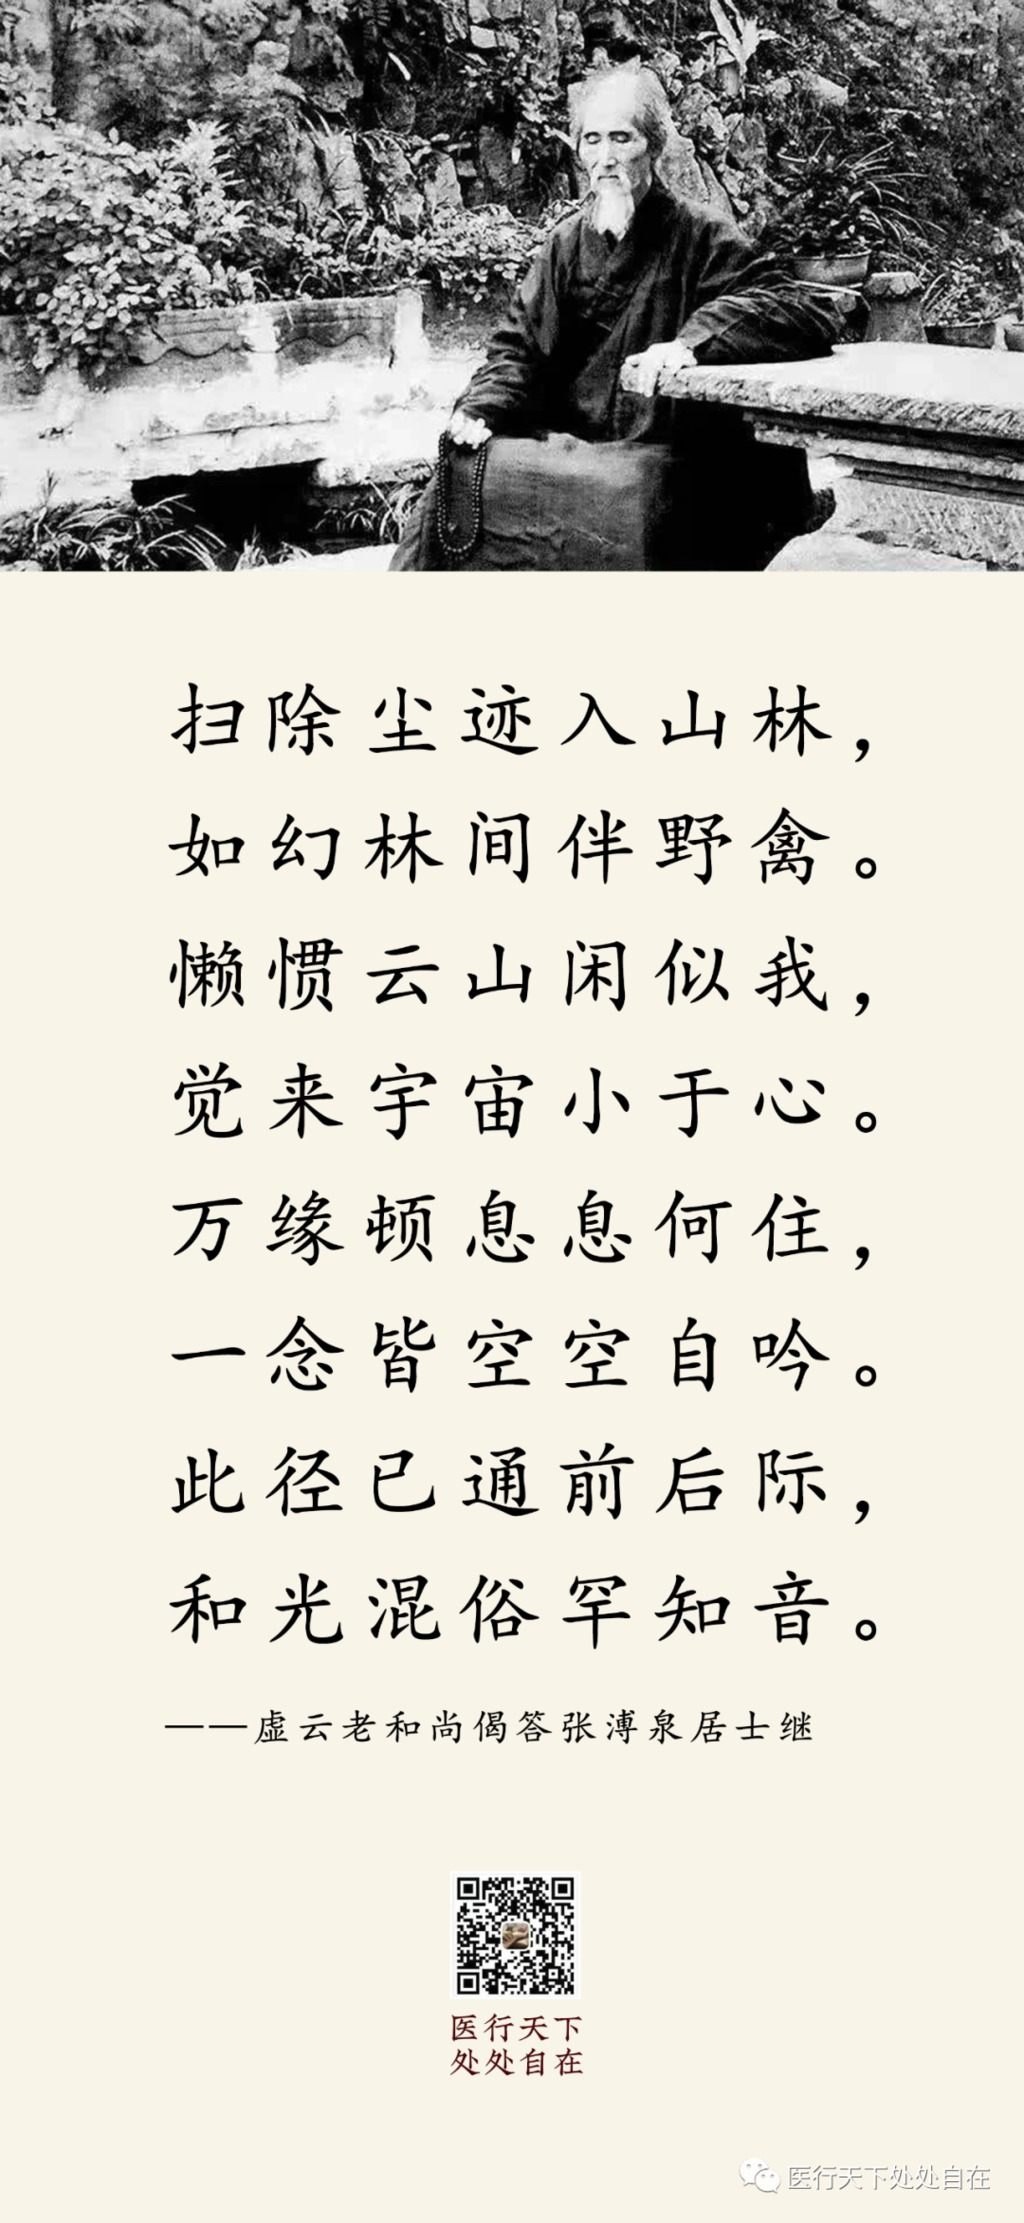 扫除尘迹入山林，
如幻林间伴野禽。
懒惯云山闲似我，
觉来宇宙小于心。
万缘顿息息何住，
一念皆空空自吟。
此径已通前后际，
和光混俗罕知音。
——虚云老和尚偈答张溥泉居士继
医行天下
处处自在
医行天下处处自在